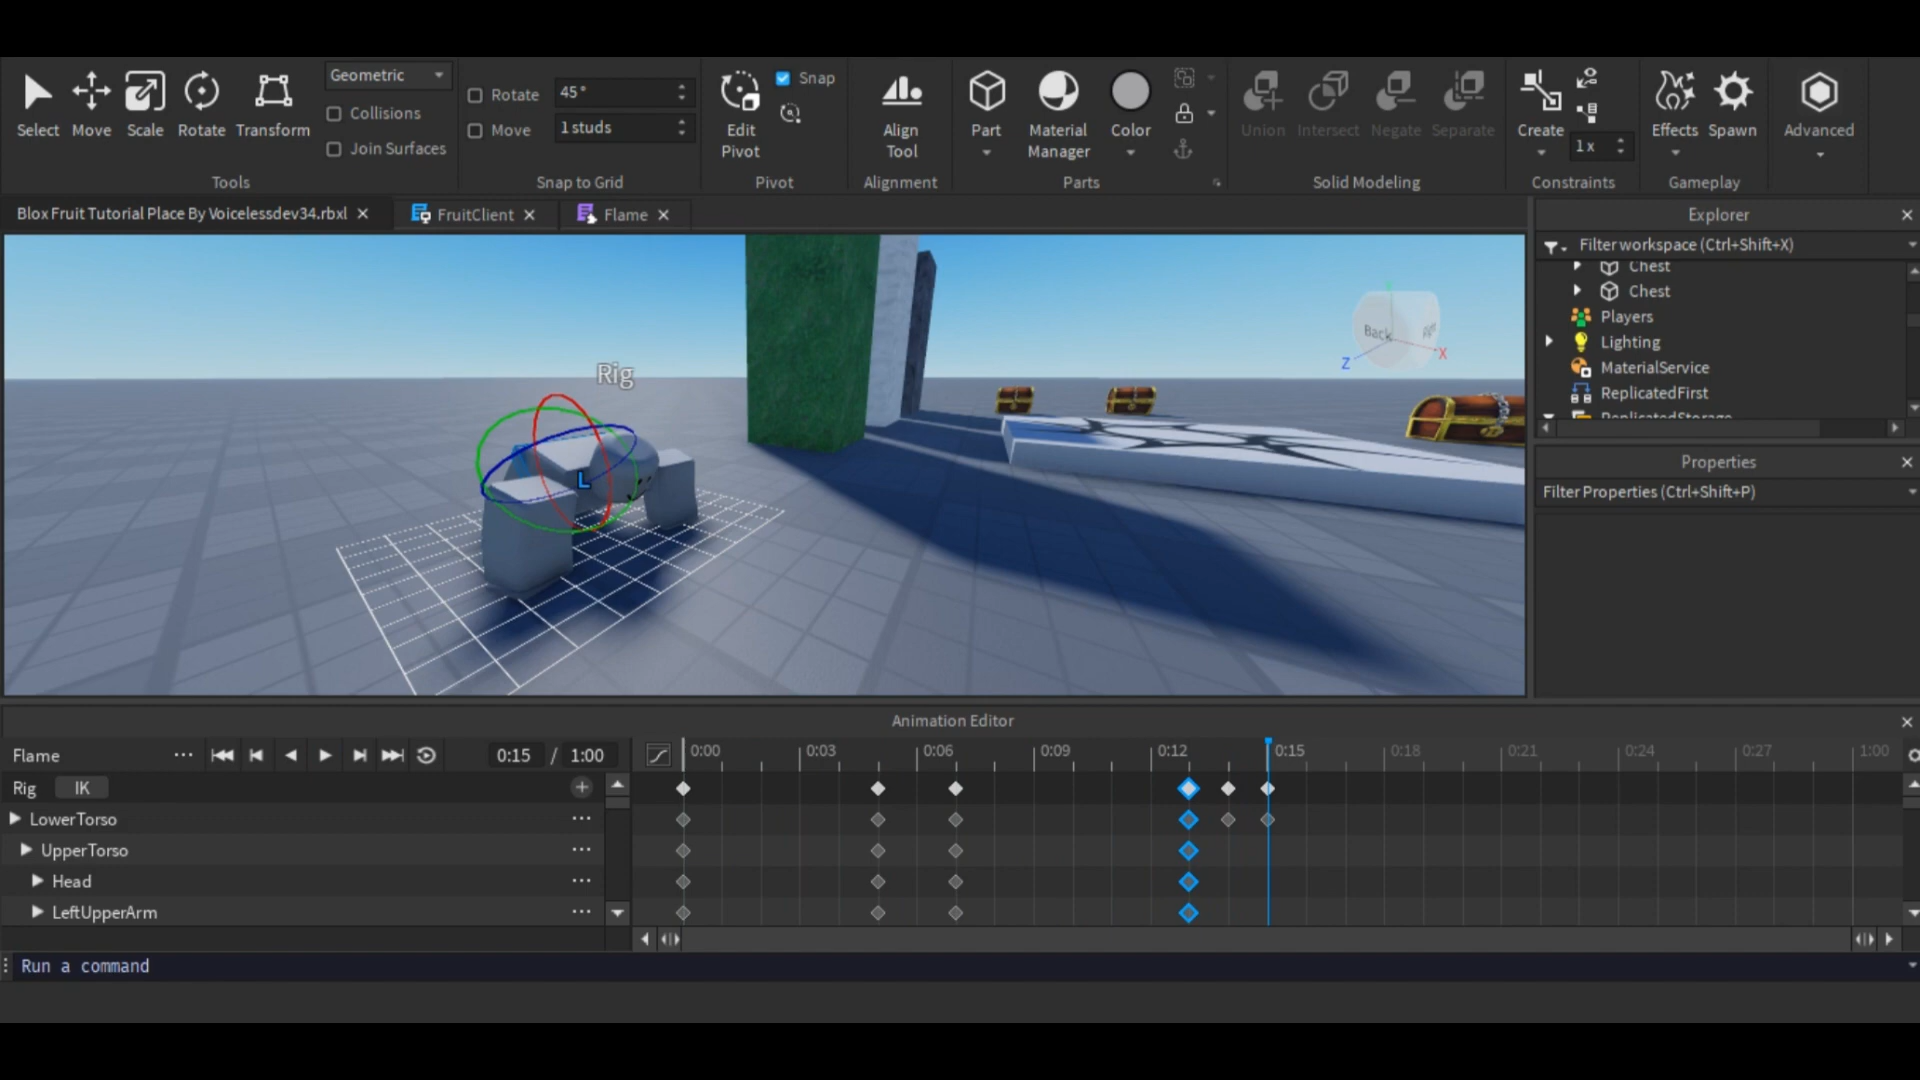 Geometric
Collisions
Join Surfaces
Select Move Scale Rotate Transform
Tools
Rotate 45°
Move 1 studs
Snap to Grid
Edit Pivot
Snap
Pivot
Align Tool
Alignment
Part
Material Manager
Color
Parts
Union Intersect Negate Separate
Solid Modeling
Create
1x
Constraints
Effects Spawn
Gameplay
Advanced
Blox Fruit Tutorial Place By Voicelessdev34.rbxl
FruitClient
Flame
Explorer
Filter workspace (Ctrl+Shift+X)
Chest
Chest
Players
Lighting
MaterialService
ReplicatedFirst
ReplicatedStorage
Properties
Filter Properties (Ctrl+Shift+P)
Rig
L
Back
Z
X
Animation Editor
Flame
0:15 / 1:00
0:00 0:03 0:06 0:09 0:12 0:15 0:18 0:21 0:24 0:27 1:00
Rig IK
LowerTorso
UpperTorso
Head
LeftUpperArm
Run a command